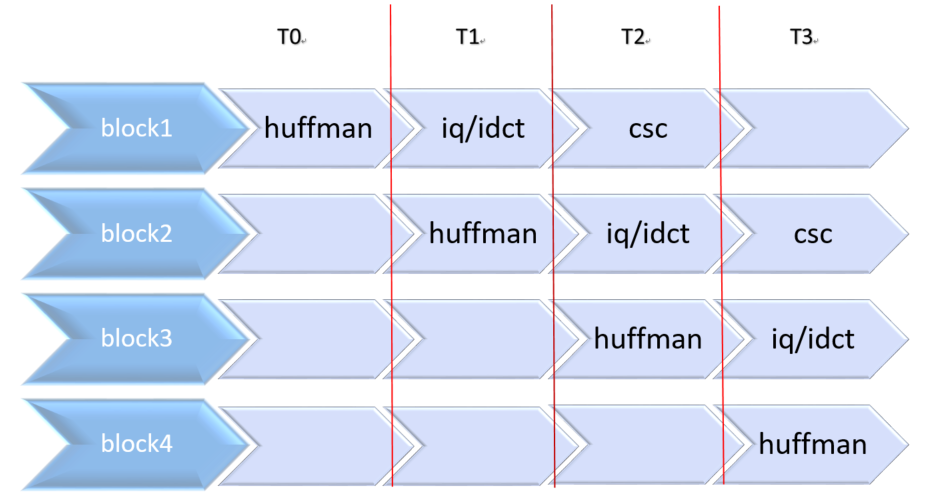 T0 T1 T2 T3
block1 huffman iq/idct csc
block2 huffman iq/idct csc
block3 huffman iq/idct
block4 huffman